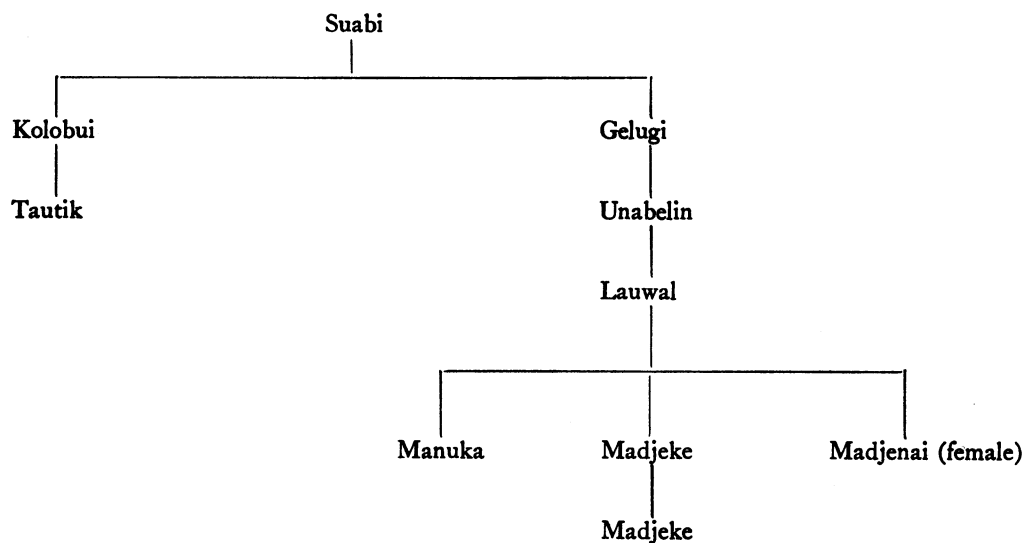 Suabi
Kolobui Gelugi
Tautik Unabelin
Lauwal
Manuka Madjeke Madjenai (female)
Madjeke